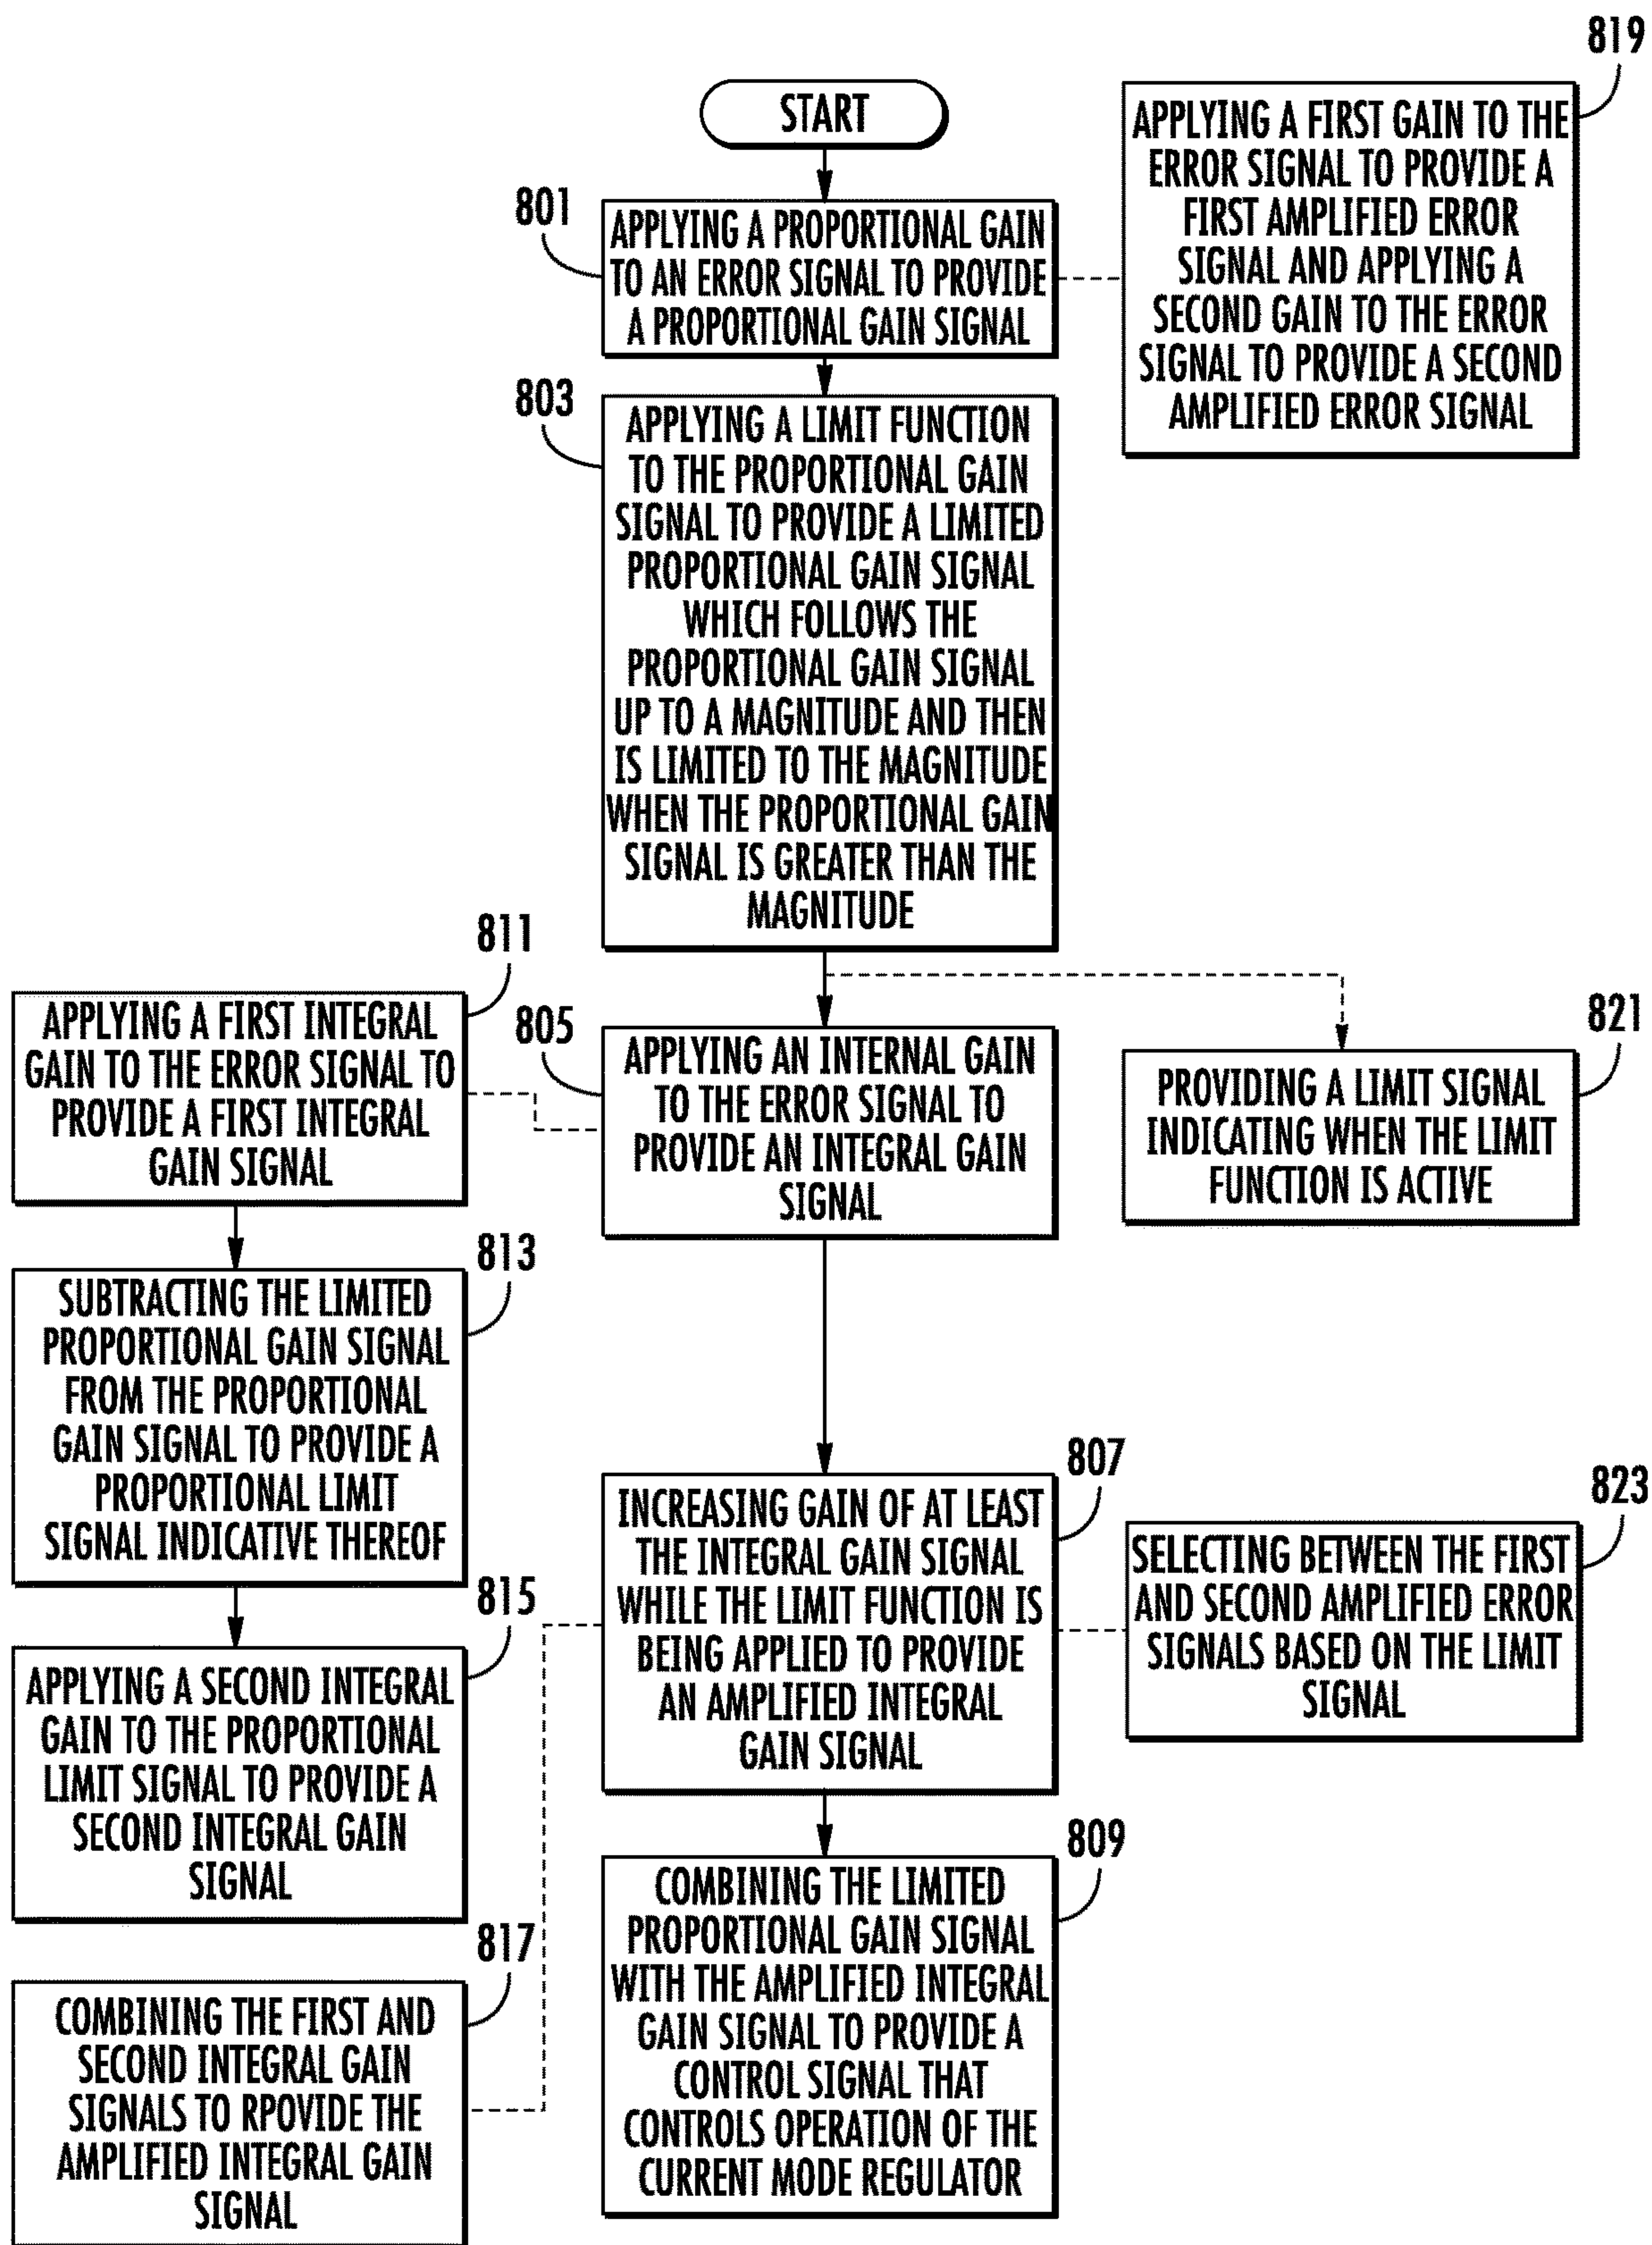 START
801
APPLYING A PROPORTIONAL GAIN
TO AN ERROR SIGNAL TO PROVIDE
A PROPORTIONAL GAIN SIGNAL
819
APPLYING A FIRST GAIN TO THE
ERROR SIGNAL TO PROVIDE A
FIRST AMPLIFIED ERROR
SIGNAL AND APPLYING A
SECOND GAIN TO THE ERROR
SIGNAL TO PROVIDE A SECOND
AMPLIFIED ERROR SIGNAL
803
APPLYING A LIMIT FUNCTION
TO THE PROPORTIONAL GAIN
SIGNAL TO PROVIDE A LIMITED
PROPORTIONAL GAIN SIGNAL
WHICH FOLLOWS THE
PROPORTIONAL GAIN SIGNAL
UP TO A MAGNITUDE AND THEN
IS LIMITED TO THE MAGNITUDE
WHEN THE PROPORTIONAL GAIN
SIGNAL IS GREATER THAN THE
MAGNITUDE
811
APPLYING A FIRST INTEGRAL
GAIN TO THE ERROR SIGNAL TO
PROVIDE A FIRST INTEGRAL
GAIN SIGNAL
805
APPLYING AN INTERNAL GAIN
TO THE ERROR SIGNAL TO
PROVIDE AN INTEGRAL GAIN
SIGNAL
821
PROVIDING A LIMIT SIGNAL
INDICATING WHEN THE LIMIT
FUNCTION IS ACTIVE
813
SUBTRACTING THE LIMITED
PROPORTIONAL GAIN SIGNAL
FROM THE PROPORTIONAL
GAIN SIGNAL TO PROVIDE A
PROPORTIONAL LIMIT
SIGNAL INDICATIVE THEREOF
807
INCREASING GAIN OF AT LEAST
THE INTEGRAL GAIN SIGNAL
WHILE THE LIMIT FUNCTION IS
BEING APPLIED TO PROVIDE
AN AMPLIFIED INTEGRAL
GAIN SIGNAL
823
SELECTING BETWEEN THE FIRST
AND SECOND AMPLIFIED ERROR
SIGNALS BASED ON THE LIMIT
SIGNAL
815
APPLYING A SECOND INTEGRAL
GAIN TO THE PROPORTIONAL
LIMIT SIGNAL TO PROVIDE A
SECOND INTEGRAL GAIN
SIGNAL
809
COMBINING THE LIMITED
PROPORTIONAL GAIN SIGNAL
WITH THE AMPLIFIED INTEGRAL
GAIN SIGNAL TO PROVIDE A
CONTROL SIGNAL THAT
CONTROLS OPERATION OF THE
CURRENT MODE REGULATOR
817
COMBINING THE FIRST AND
SECOND INTEGRAL GAIN
SIGNALS TO RPOVIDE THE
AMPLIFIED INTEGRAL GAIN
SIGNAL